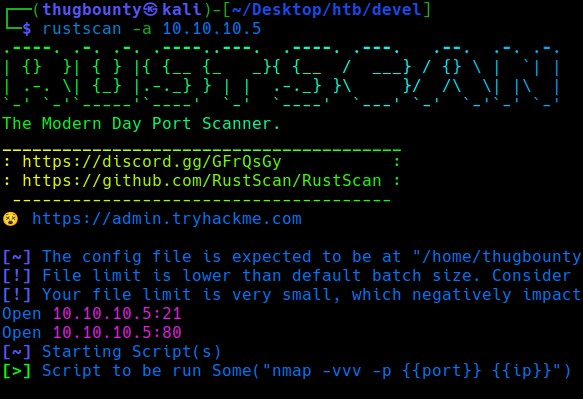 ┌──(thugbounty㉿kali)-[~/Desktop/htb/devel]
└─$ rustscan -a 10.10.10.5
.----. .-. .-. .----..---.  .----. .---.   .--.  .-. .-.
| {}  }| { } |{ {__ {_   _}{ {__  /  ___} / {} \ |  `| |
| .-. \| {_} |.-._} } | |  .-._} }\     }/  /\  \| |\  |
`-' `-'`-----'`----'  `-'  `----'  `---' `-'  `-'`-' `-'
The Modern Day Port Scanner.
________________________________________
: https://discord.gg/GFrQsGy           :
: https://github.com/RustScan/RustScan :
 --------------------------------------
😵 https://admin.tryhackme.com
[~] The config file is expected to be at "/home/thugbounty
[!] File limit is lower than default batch size. Consider
[!] Your file limit is very small, which negatively impact
Open 10.10.10.5:21
Open 10.10.10.5:80
[~] Starting Script(s)
[>] Script to be run Some("nmap -vvv -p {{port}} {{ip}}")